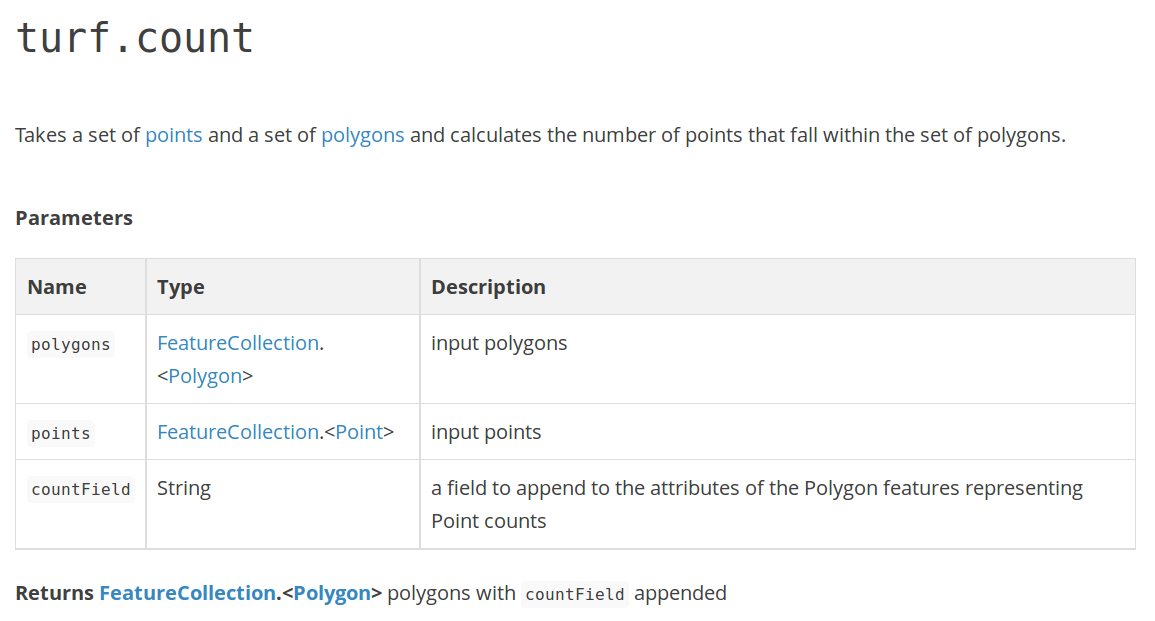 turf.count
Takes a set of points and a set of polygons and calculates the number of points that fall within the set of polygons.
Parameters
Name Type Description
polygons FeatureCollection. input polygons
<Polygon>
points FeatureCollection.<Point> input points
countField String a field to append to the attributes of the Polygon features representing
Point counts
Returns FeatureCollection.<Polygon> polygons with countField appended